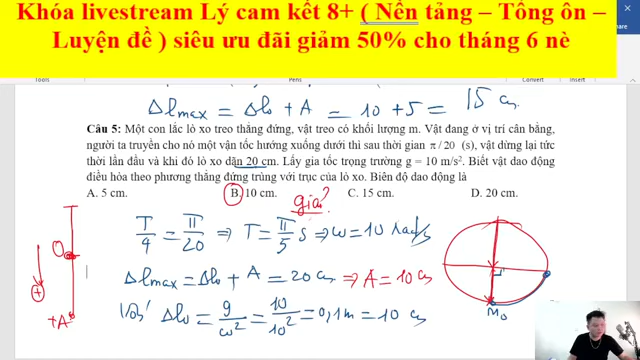 Khóa livestream Lý cam kết 8+ ( Nền tảng – Tổng ôn –
Luyện đề ) siêu ưu đãi giảm 50% cho tháng 6 nè
Tools
Pens
Convert
Insert
Δlmax = Δl₀ + A = 10 + 5 = 15 cm
Câu 5: Một con lắc lò xo treo thẳng đứng, vật treo có khối lượng m. Vật đang ở vị trí cân bằng,
người ta truyền cho nó một vận tốc hướng xuống dưới thì sau thời gian π/20 (s), vật dừng lại tức
thời lần đầu và khi đó lò xo dãn 20 cm. Lấy gia tốc trọng trường g = 10 m/s². Biết vật dao động
điều hòa theo phương thẳng đứng trùng với trục của lò xo. Biên độ dao động là
A. 5 cm. B. 10 cm. C. 15 cm. D. 20 cm.
giải
T/4 = π/20 ⇒ T = π/5 s ⇒ ω = 10 rad/s
Δlmax = Δl₀ + A = 20 cm ⇒ A = 10 cm
Với Δl₀ = g/ω² = 10/10² = 0,1m = 10 cm
O
+
+A
M₀